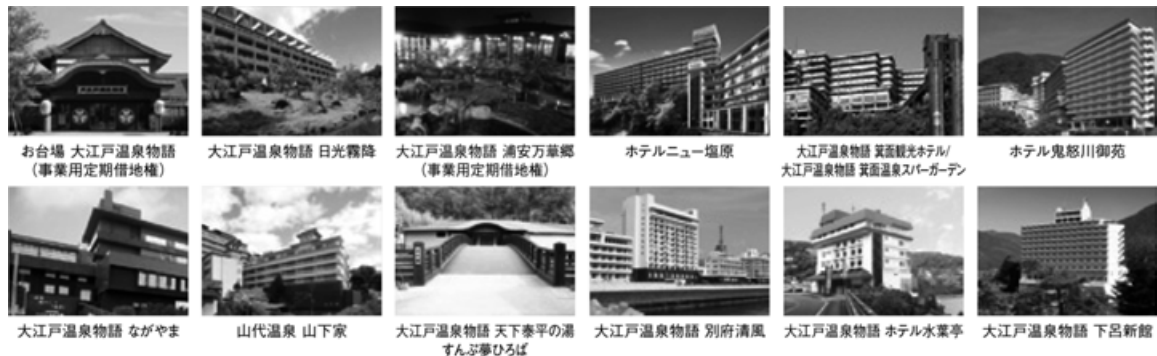 お台場 大江戸温泉物語
（事業用定期借地権）
大江戸温泉物語 日光霧降
大江戸温泉物語 浦安万華郷
（事業用定期借地権）
ホテルニュー塩原
大江戸温泉物語 箕面観光ホテル/
大江戸温泉物語 箕面温泉スパーガーデン
ホテル鬼怒川御苑
大江戸温泉物語 ながやま
山代温泉 山下家
大江戸温泉物語 天下泰平の湯
すんぷ夢ひろば
大江戸温泉物語 別府清風
大江戸温泉物語 ホテル水葉亭
大江戸温泉物語 下呂新館